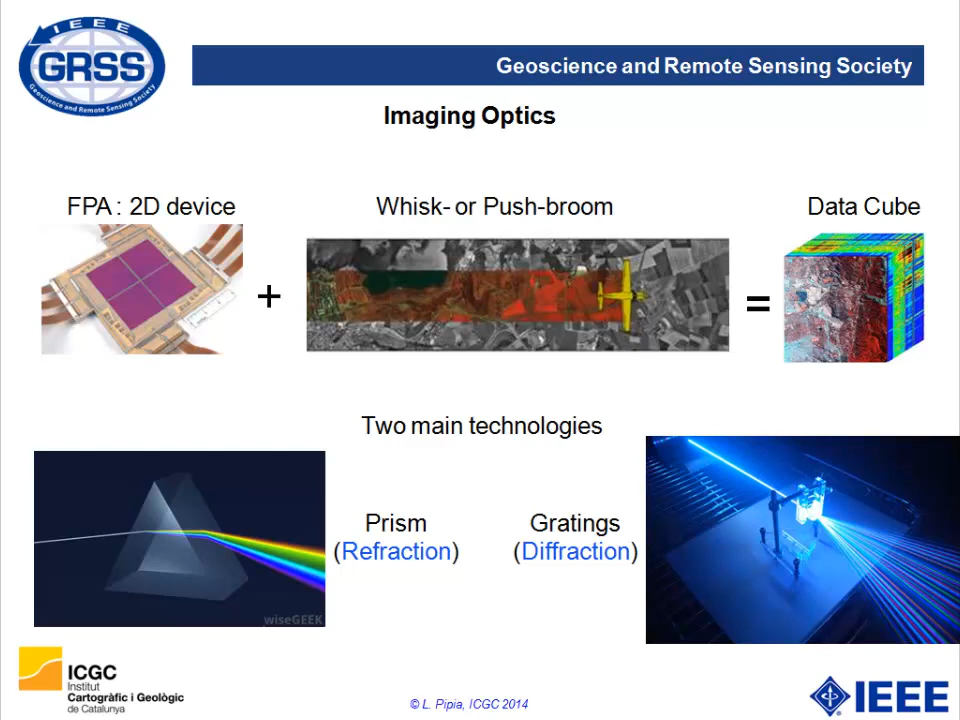 IEEE
GRSS
Geoscience and Remote Sensing Society
Geoscience and Remote Sensing Society
Imaging Optics
FPA : 2D device
Whisk- or Push-broom
Data Cube
+
=
Two main technologies
Prism
(Refraction)
Gratings
(Diffraction)
wiseGEEK
ICGC
Institut
Cartogràfic i Geològic
de Catalunya
© L. Pipia, ICGC 2014
IEEE